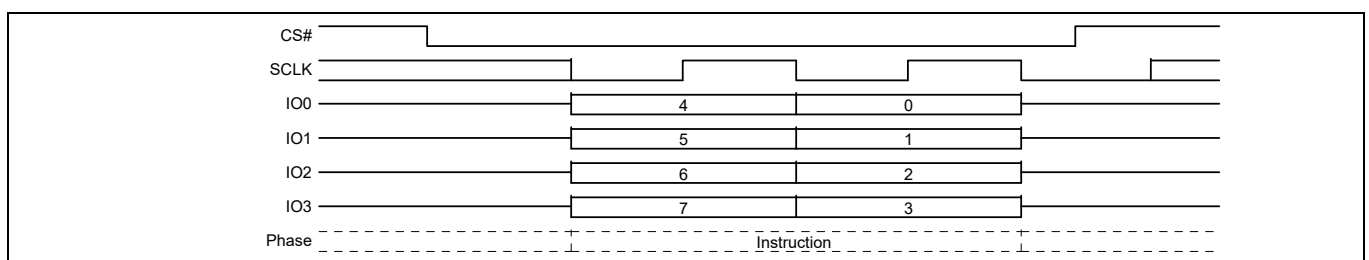 CS#
SCLK
IO0 4 0
IO1 5 1
IO2 6 2
IO3 7 3
Phase Instruction